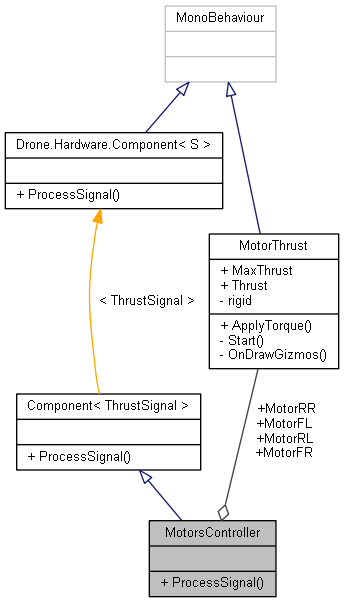 MonoBehaviour
Drone.Hardware.Component< S >
+ ProcessSignal()
MotorThrust
+ MaxThrust
+ Thrust
- rigid
+ ApplyTorque()
- Start()
- OnDrawGizmos()
< ThrustSignal >
Component< ThrustSignal >
+ ProcessSignal()
+MotorRR
+MotorFL
+MotorRL
+MotorFR
MotorsController
+ ProcessSignal()